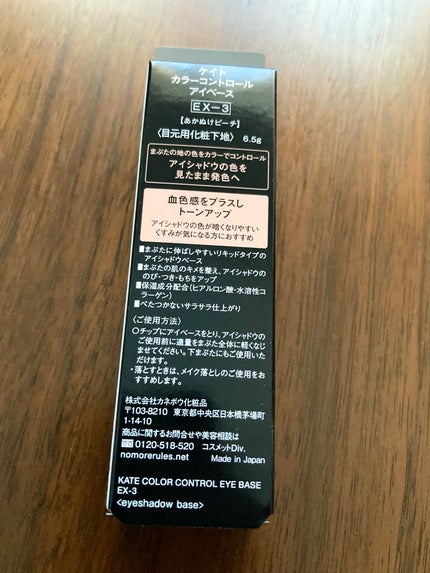 ケイト
カラーコントロール
アイベース
EX-3
【あかぬけピーチ】
〈目元用化粧下地〉 6.5g
まぶたの地の色をカラーでコントロール
アイシャドウの色を
見たまま発色へ
血色感をプラスし
トーンアップ
アイシャドウの色が暗くなりやすい
くすみが気になる方におすすめ
■まぶたに伸ばしやすいリキッドタイプの
アイシャドウベース
■まぶたの肌のキメを整え、アイシャドウの
のび・つき・もちをアップ
■保湿成分配合(ヒアルロン酸・水溶性コ
ラーゲン)
■べたつかないサラサラ仕上がり
〈ご使用方法〉
○チップにアイベースをとり、アイシャドウの
ご使用前に適量をまぶた全体に軽くなじ
ませてください。下まぶたにもご使用いた
だけます。
・落とすときは、メイク落としのご使用をお
すすめします。
株式会社カネボウ化粧品
〒103-8210 東京都中央区日本橋茅場町
1-14-10
商品に関するお問合せや美容相談は
0120-518-520 コスメットDiv.
nomorerules.net Made in Japan
KATE COLOR CONTROL EYE BASE
EX-3
<eyeshadow base>